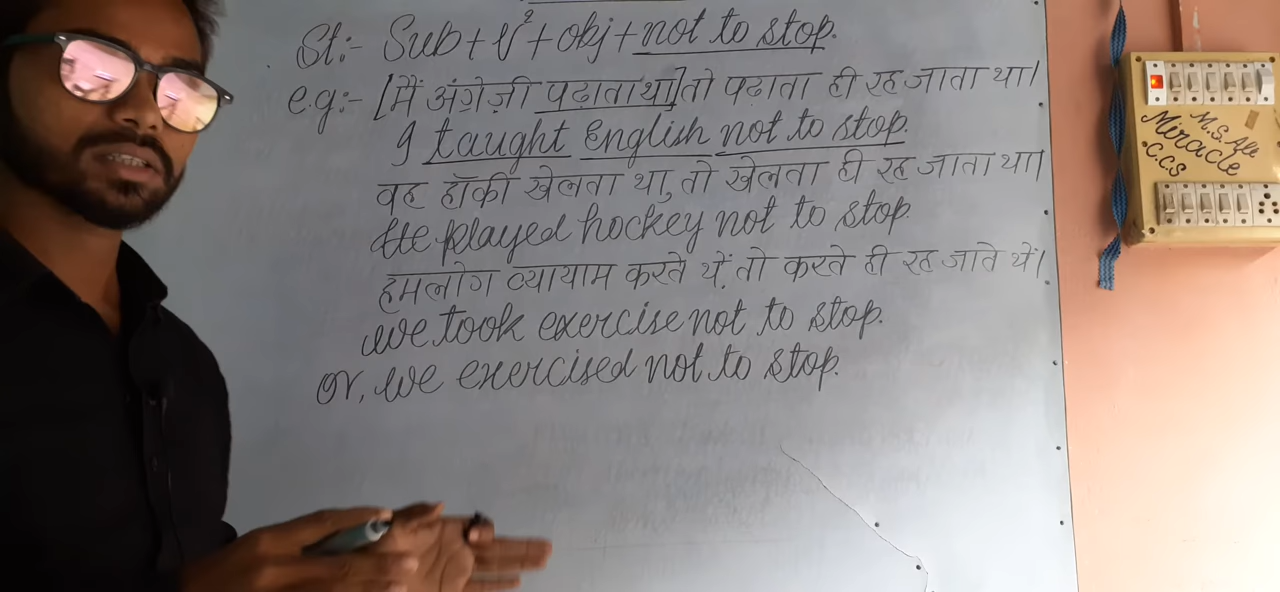 St:- Sub+V²+obj+not to stop.
e.g:- [मैं अंग्रेज़ी पढ़ाता था] तो पढ़ाता ही रह जाता था।
I taught English not to stop.
वह हॉकी खेलता था, तो खेलता ही रह जाता था।
He played hockey not to stop.
हमलोग व्यायाम करते थें, तो करते ही रह जाते थें।
we took exercise not to stop.
or, we exercised not to stop.
M.S. Ali
Miracle
C.C.S